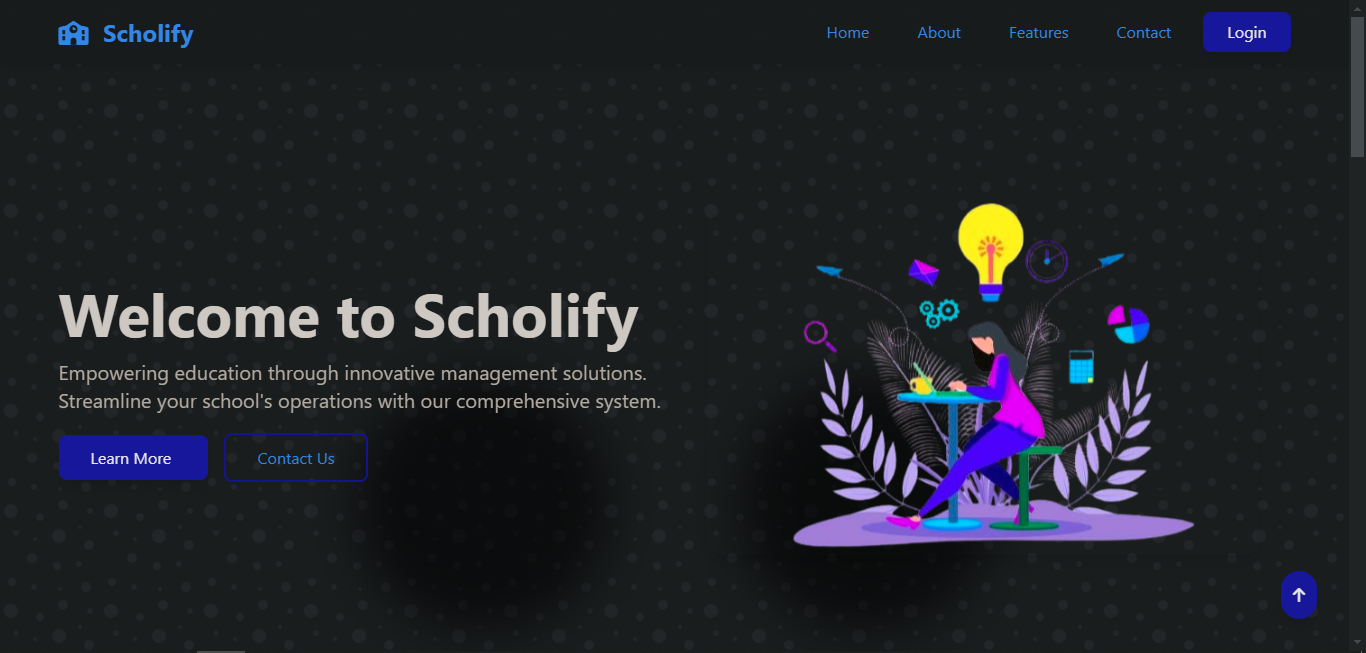 Scholify
Home
About
Features
Contact
Login
Welcome to Scholify
Empowering education through innovative management solutions.
Streamline your school's operations with our comprehensive system.
Learn More
Contact Us